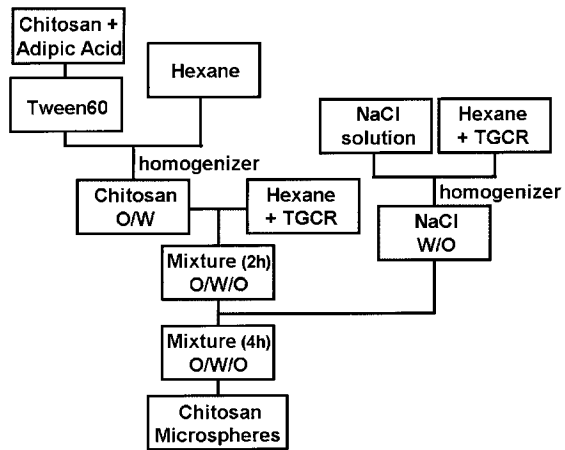 Chitosan +
Adipic Acid
Hexane
Tween60
NaCl
solution
Hexane
+ TGCR
homogenizer
Chitosan
O/W
Hexane
+ TGCR
homogenizer
NaCl
W/O
Mixture (2h)
O/W/O
Mixture (4h)
O/W/O
Chitosan
Microspheres